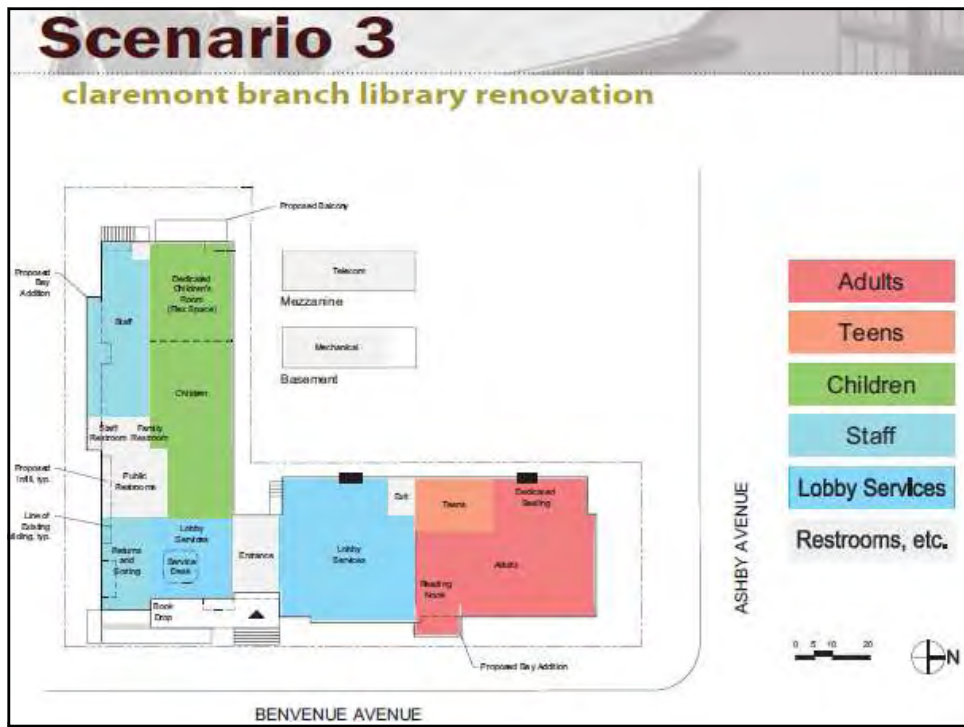 Scenario 3
claremont branch library renovation
Proposed Balcony
Proposed
Bay
Addition
Dedicated
Children's
Room
(Flex Space)
Staff
Telecom
Mezzanine
Mechanical
Basement
Children
Staff
Restroom
Family
Restroom
Public
Restrooms
Proposed
Infill, typ.
Line of
Existing
Building, typ.
Lobby
Services
Returns
and
Sorting
Service
Desk
Entrance
Book
Drop
Lobby
Services
Exit
Teens
Dedicated
Seating
Adults
Reading
Nook
Proposed Bay Addition
Adults
Teens
Children
Staff
Lobby Services
Restrooms, etc.
ASHBY AVENUE
0 5 10 20
N
BENVENUE AVENUE